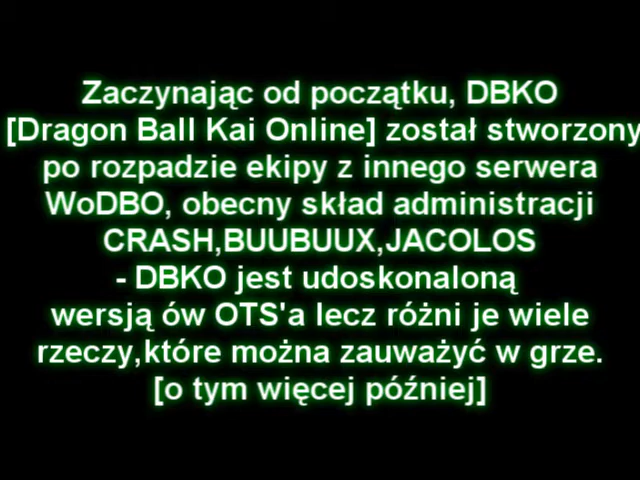 Zaczynając od początku, DBKO
[Dragon Ball Kai Online] został stworzony
po rozpadzie ekipy z innego serwera
WoDBO, obecny skład administracji
CRASH,BUUBUUX,JACOLOS
- DBKO jest udoskonaloną
wersją ów OTS'a lecz różni je wiele
rzeczy,które można zauważyć w grze.
[o tym więcej później]